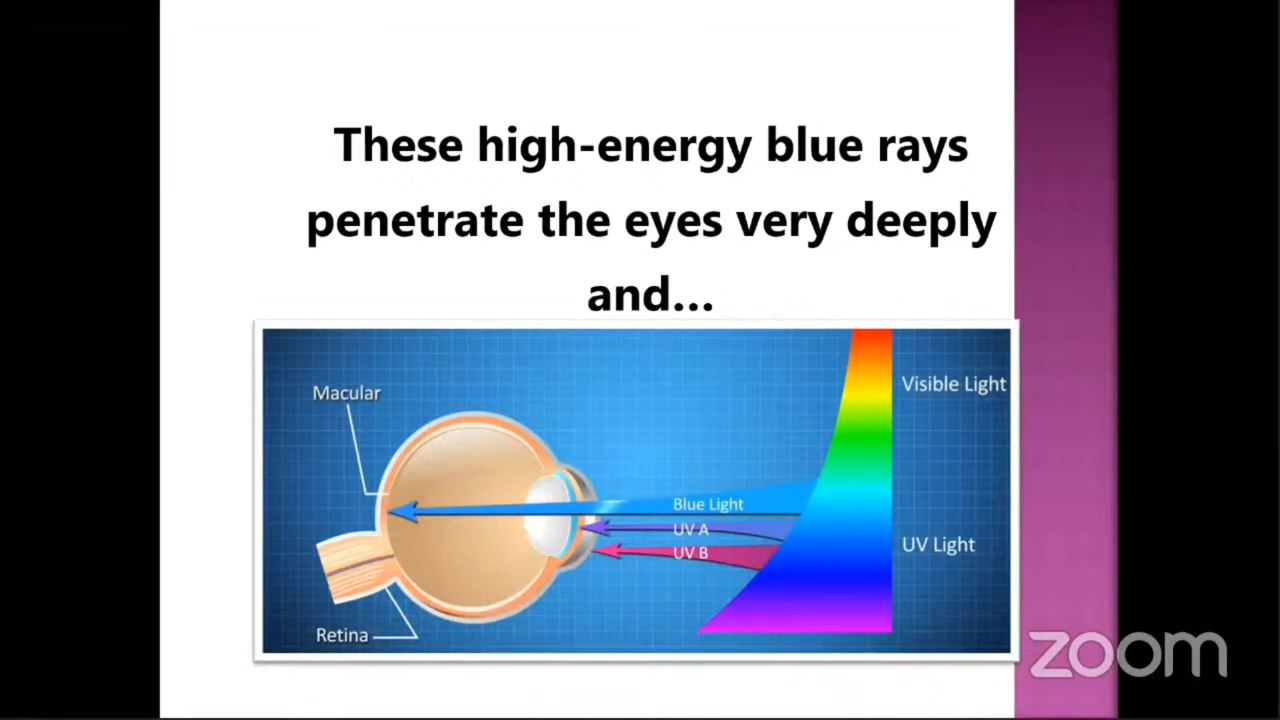 These high-energy blue rays
penetrate the eyes very deeply
and...
Macular
Visible Light
Blue Light
UV A
UV Light
UV B
Retina
zoom